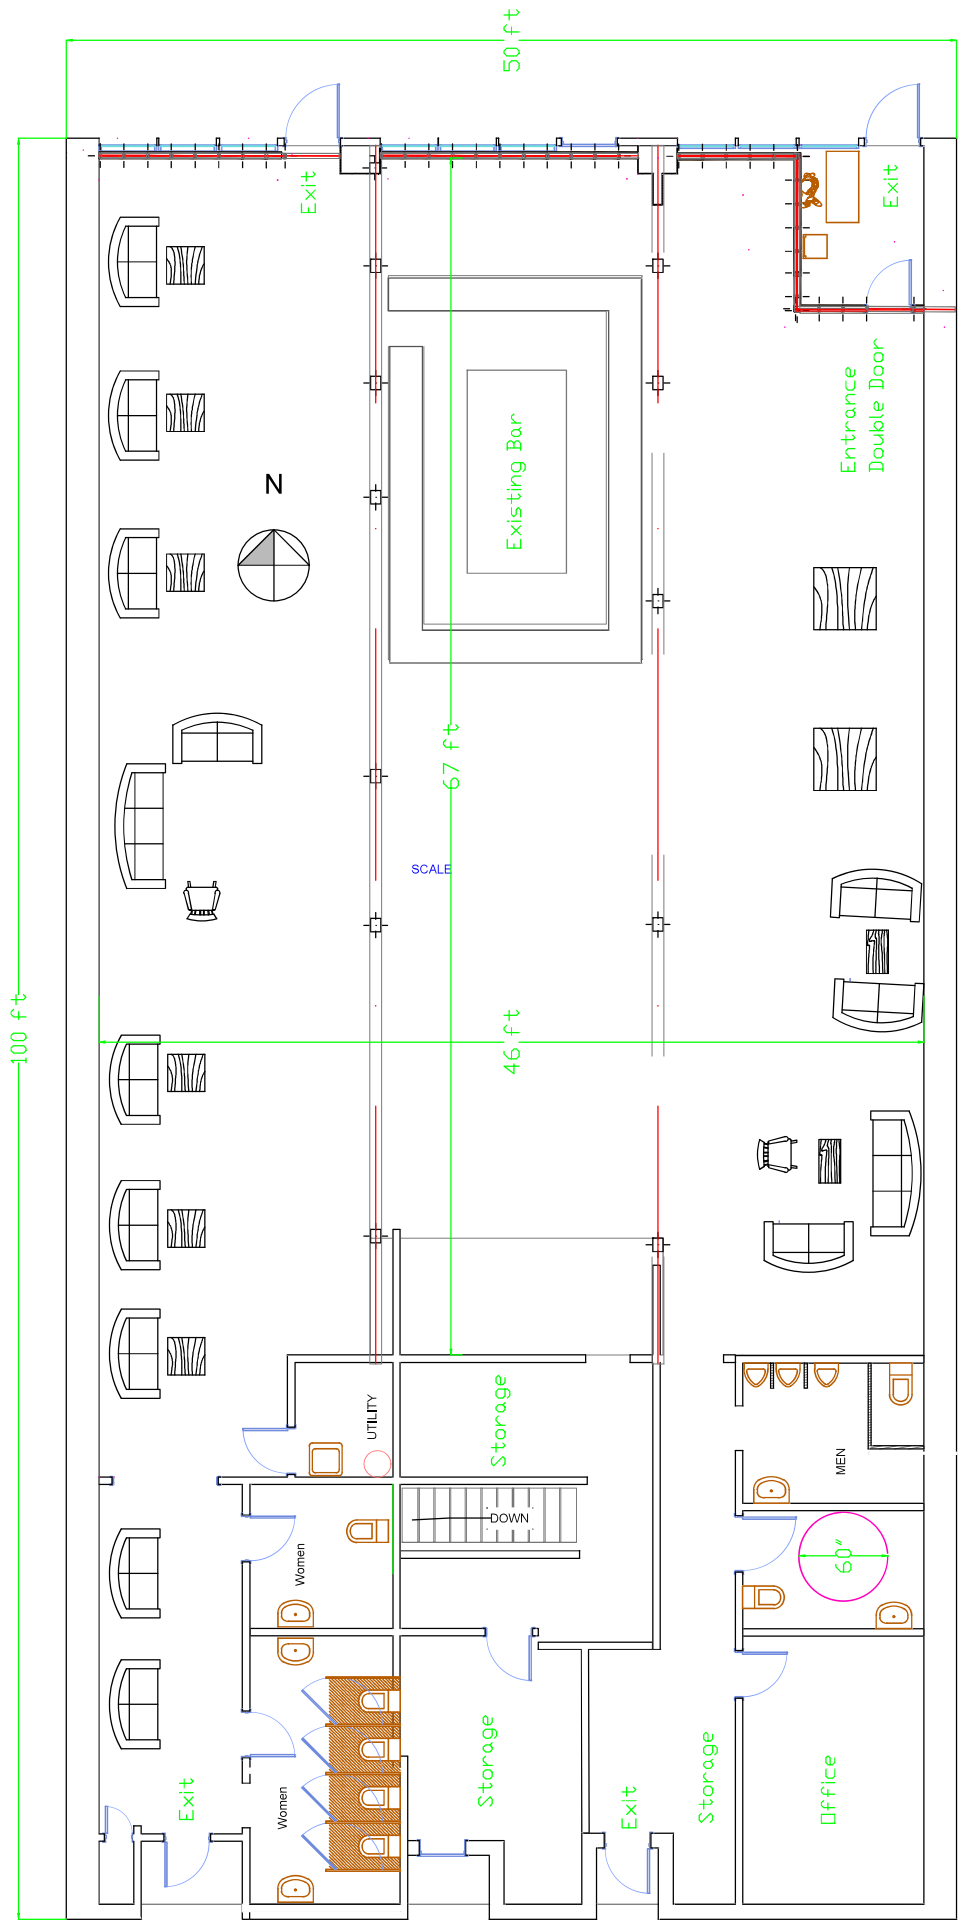 50 ft
Exit
Exit
Entrance
Double Door
Existing Bar
N
67 ft
SCALE
100 ft
46 ft
UTILITY
Storage
MEN
DOWN
Women
60"
Storage
Storage
Office
Women
Exit
Exit